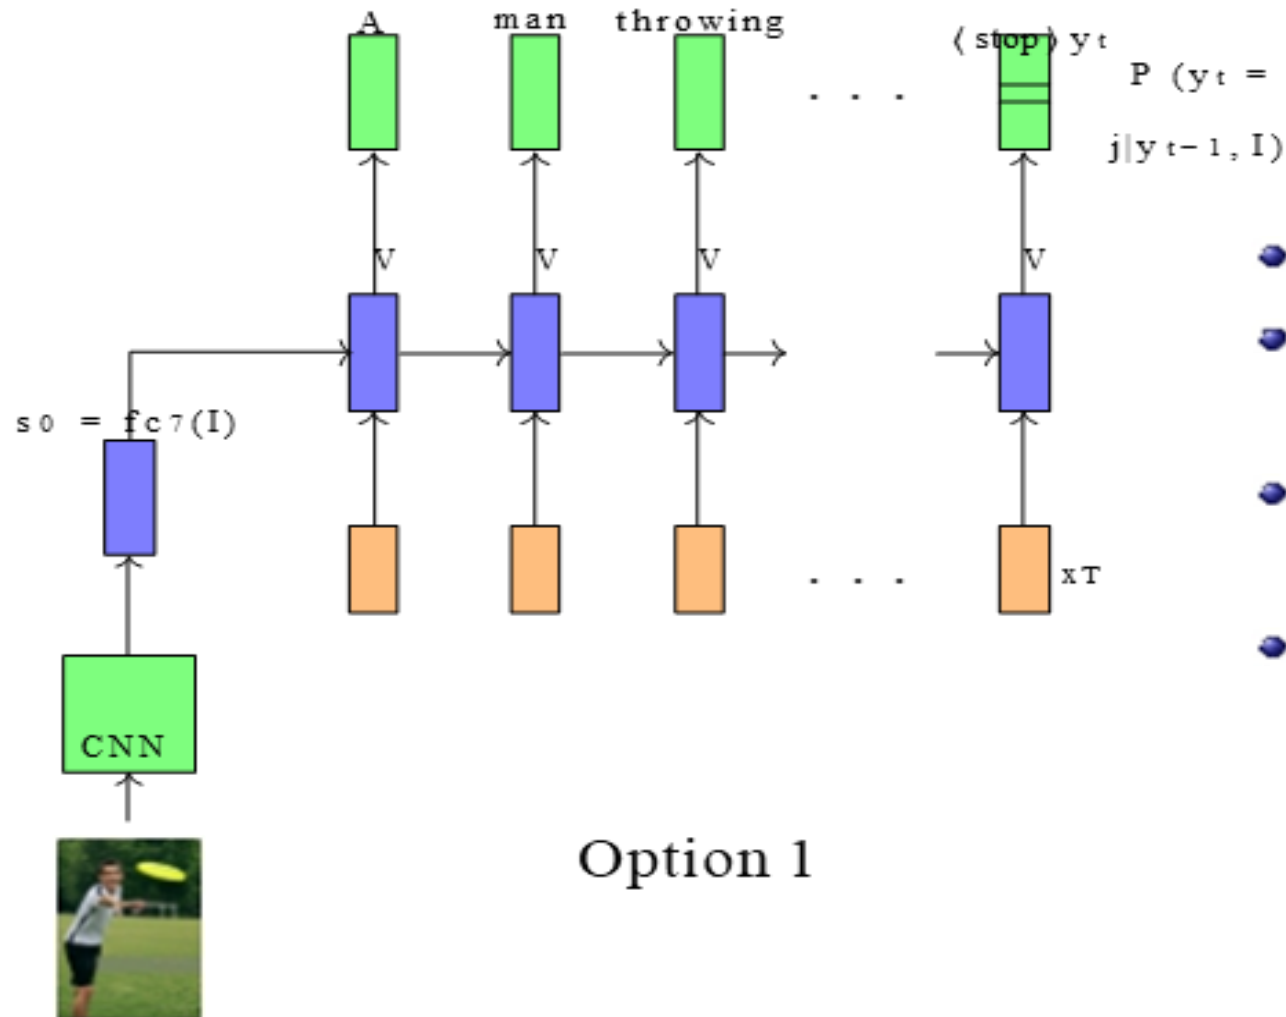 A man throwing ⟨stop⟩ yt
P (yt =
j|yt−1, I)
V V V V
s0 = fc7(I)
xT
CNN
Option 1